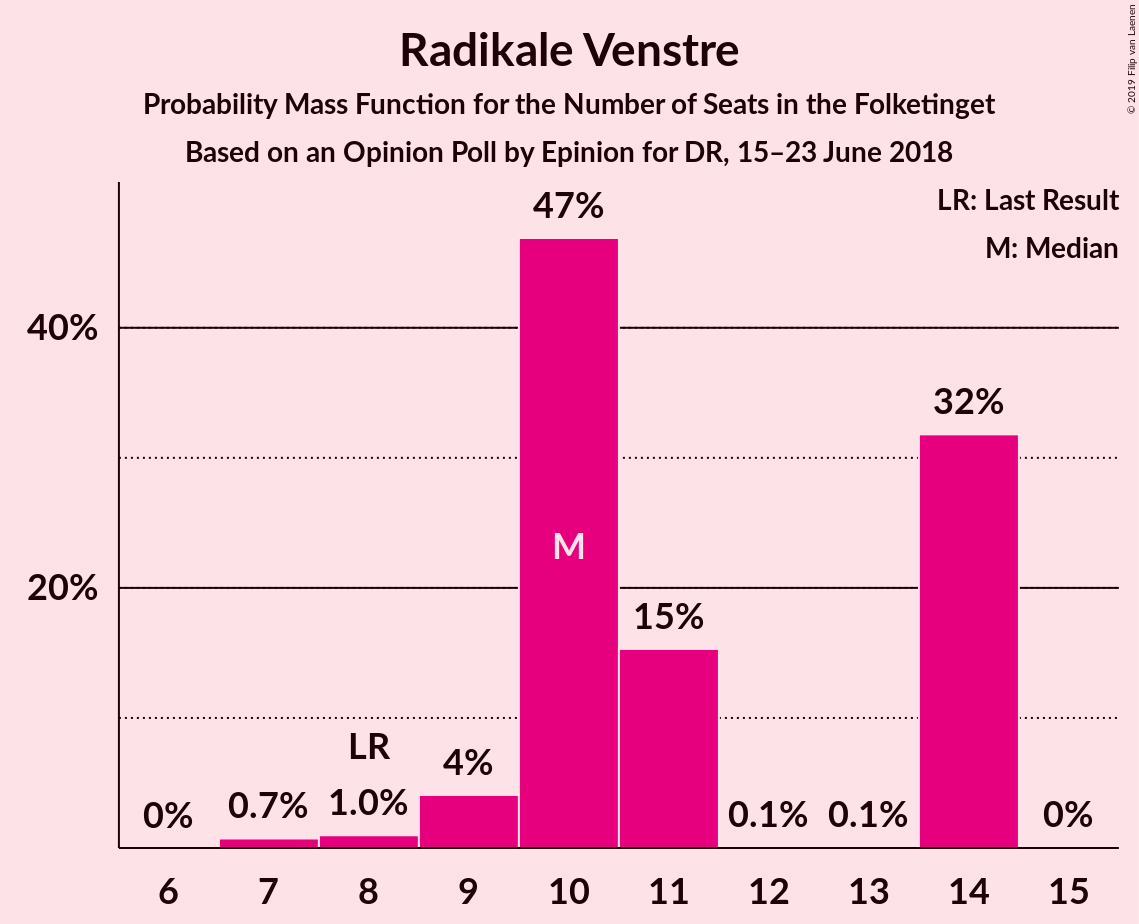 Radikale Venstre
Probability Mass Function for the Number of Seats in the Folketinget
Based on an Opinion Poll by Epinion for DR, 15–23 June 2018
© 2019 Filip van Laenen
LR: Last Result
M: Median
47%
40%
32%
M
20%
15%
LR
4%
0% 0.7% 1.0% 0.1% 0.1% 0%
6 7 8 9 10 11 12 13 14 15